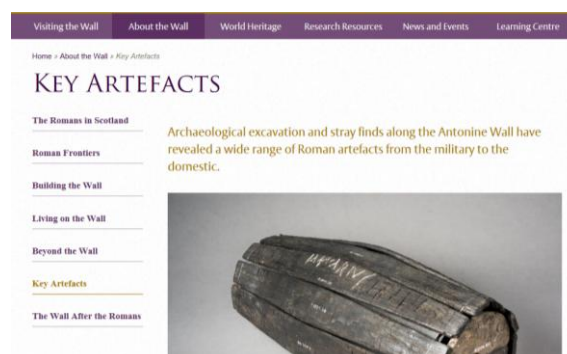 Visiting the Wall
About the Wall
World Heritage
Research Resources
News and Events
Learning Centre
Home » About the Wall » Key Artefacts
KEY ARTEFACTS
The Romans in Scotland
Roman Frontiers
Building the Wall
Living on the Wall
Beyond the Wall
Key Artefacts
The Wall After the Romans
Archaeological excavation and stray finds along the Antonine Wall have
revealed a wide range of Roman artefacts from the military to the
domestic.